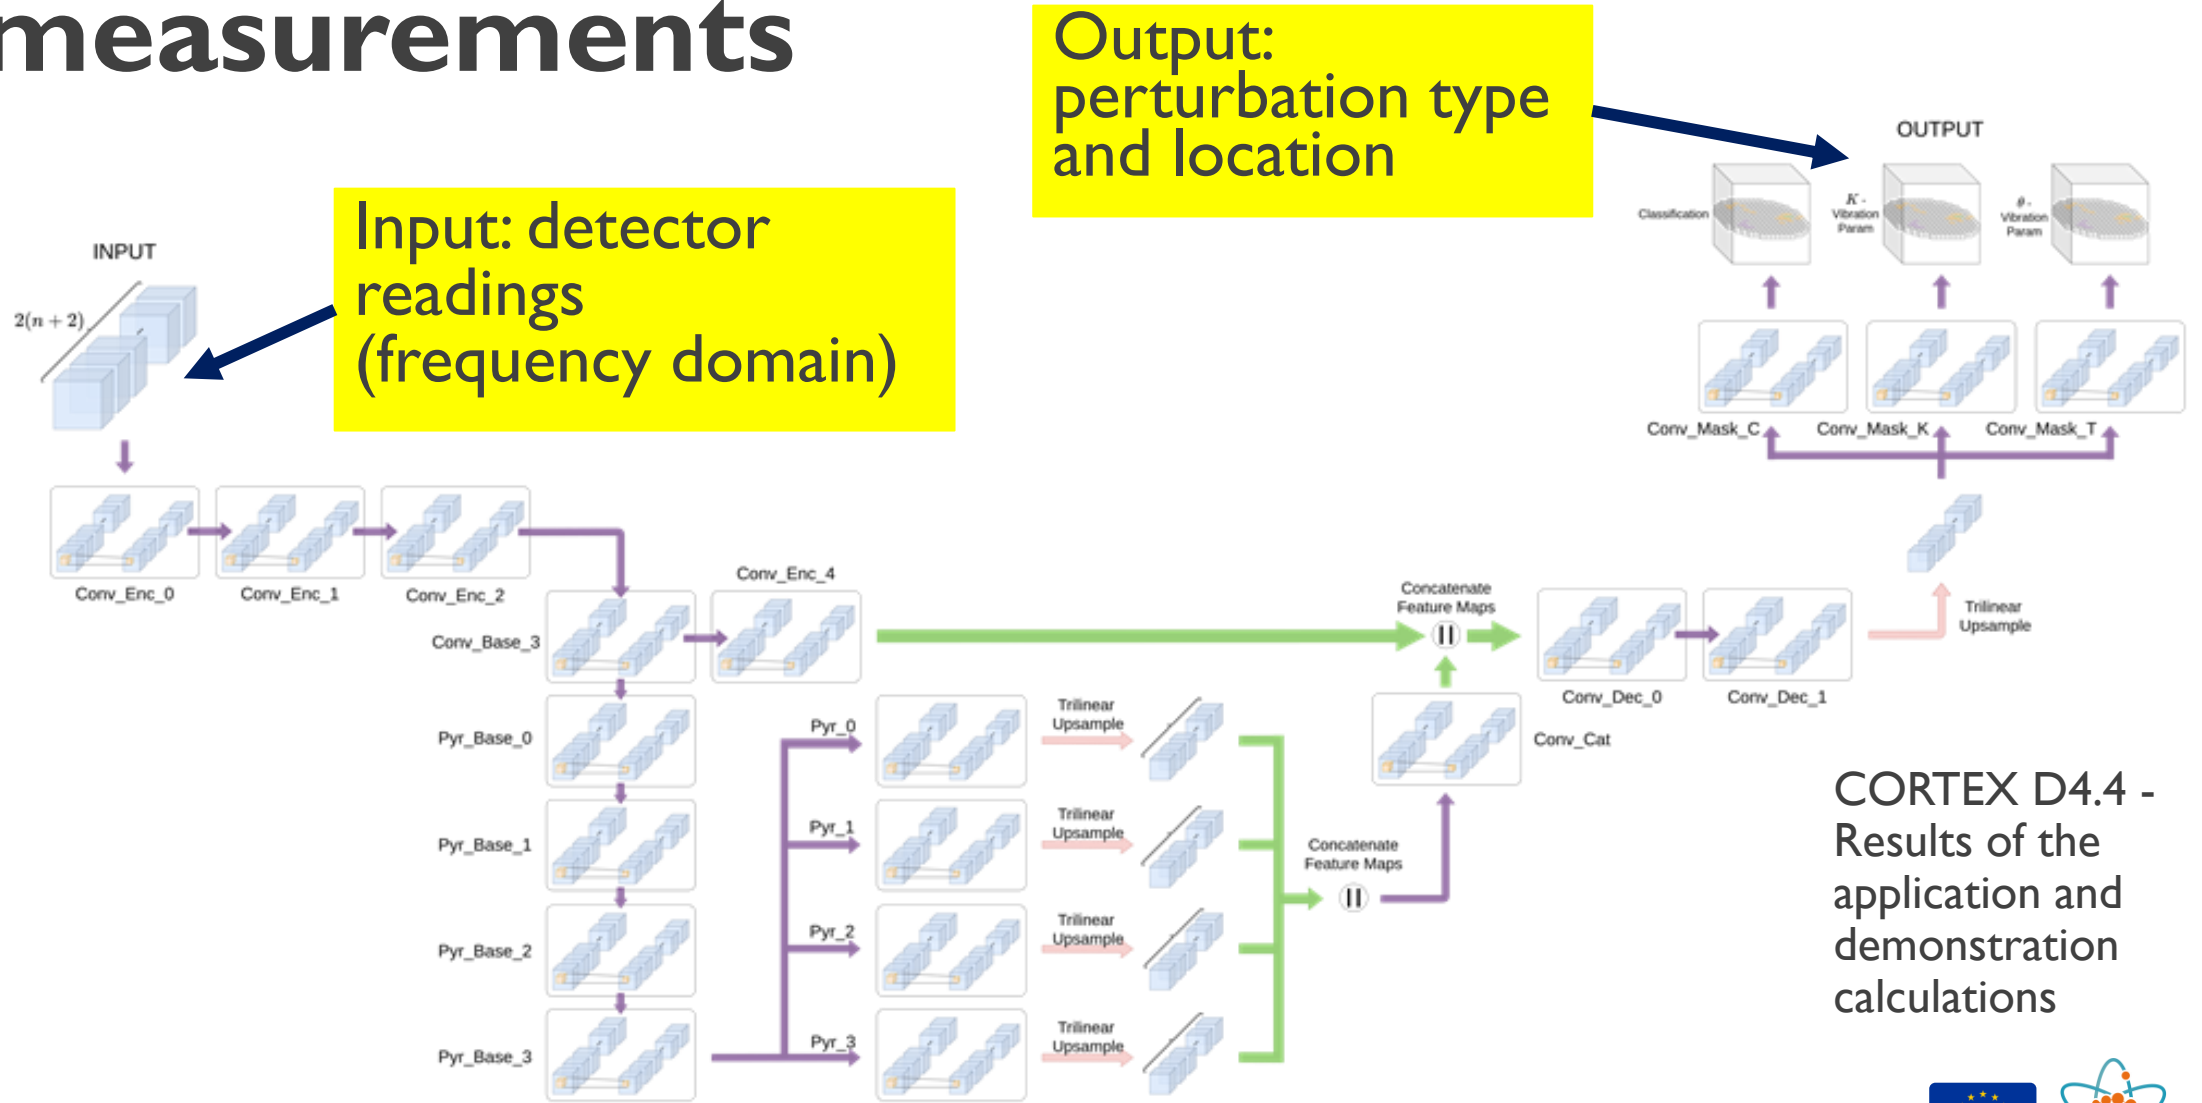 measurements
Output:
perturbation type
and location
Input: detector
readings
(frequency domain)
INPUT
2(n + 2)
OUTPUT
Classification
K -
Vibration
Param
θ -
Vibration
Param
Conv_Mask_C
Conv_Mask_K
Conv_Mask_T
Conv_Enc_0
Conv_Enc_1
Conv_Enc_2
Conv_Enc_4
Conv_Base_3
Concatenate
Feature Maps
Conv_Dec_0
Conv_Dec_1
Trilinear
Upsample
Pyr_Base_0
Pyr_0
Trilinear
Upsample
Conv_Cat
Pyr_Base_1
Pyr_1
Trilinear
Upsample
Concatenate
Feature Maps
Pyr_Base_2
Pyr_2
Trilinear
Upsample
Pyr_Base_3
Pyr_3
Trilinear
Upsample
CORTEX D4.4 -
Results of the
application and
demonstration
calculations